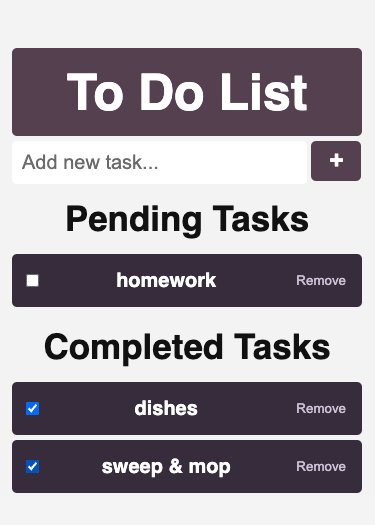 To Do List
Add new task...
+
Pending Tasks
homework Remove
Completed Tasks
dishes Remove
sweep & mop Remove